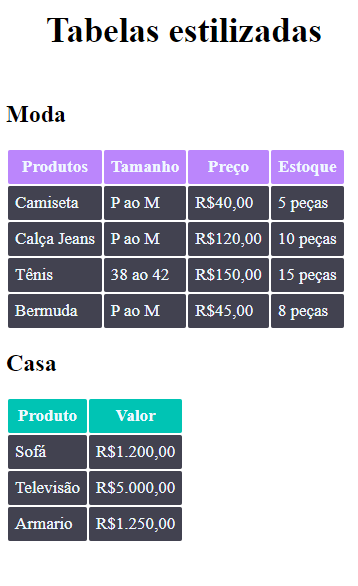 Tabelas estilizadas
Moda
Produtos Tamanho Preço Estoque
Camiseta P ao M R$40,00 5 peças
Calça Jeans P ao M R$120,00 10 peças
Tênis 38 ao 42 R$150,00 15 peças
Bermuda P ao M R$45,00 8 peças
Casa
Produto Valor
Sofá R$1.200,00
Televisão R$5.000,00
Armario R$1.250,00